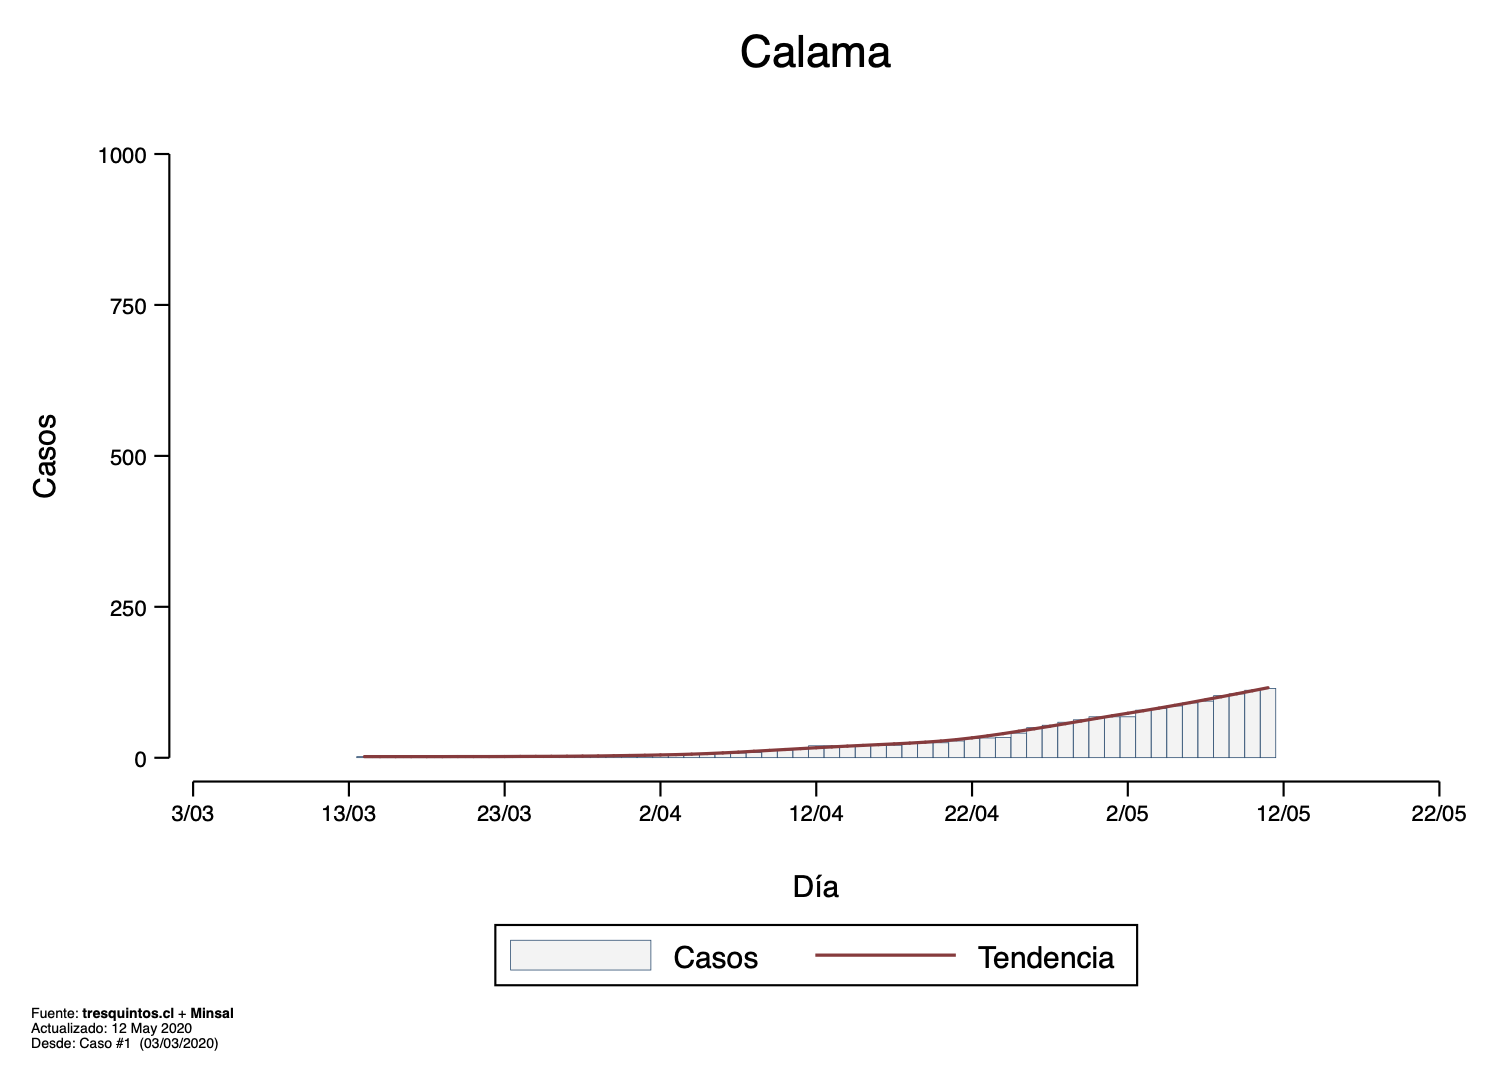 Calama
1000
750
500
250
0
Casos
3/03 13/03 23/03 2/04 12/04 22/04 2/05 12/05 22/05
Día
Casos Tendencia
Fuente: tresquintos.cl + Minsal
Actualizado: 12 May 2020
Desde: Caso #1 (03/03/2020)